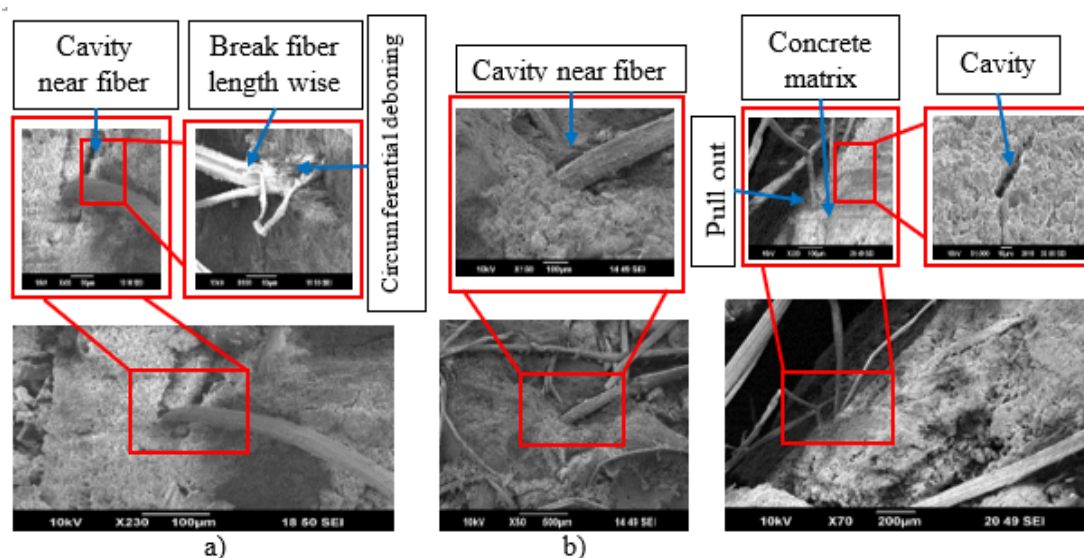 Cavity
near fiber
Break fiber
length wise
Circumferential deboning
Cavity near fiber
Pull out
Concrete
matrix
Cavity
10kV X150 100µm 14 49 SEI
10kV X230 100µm 18 50 SEI
10kV X50 500µm 14 49 SEI
10kV X70 200µm 20 49 SEI
a)
b)